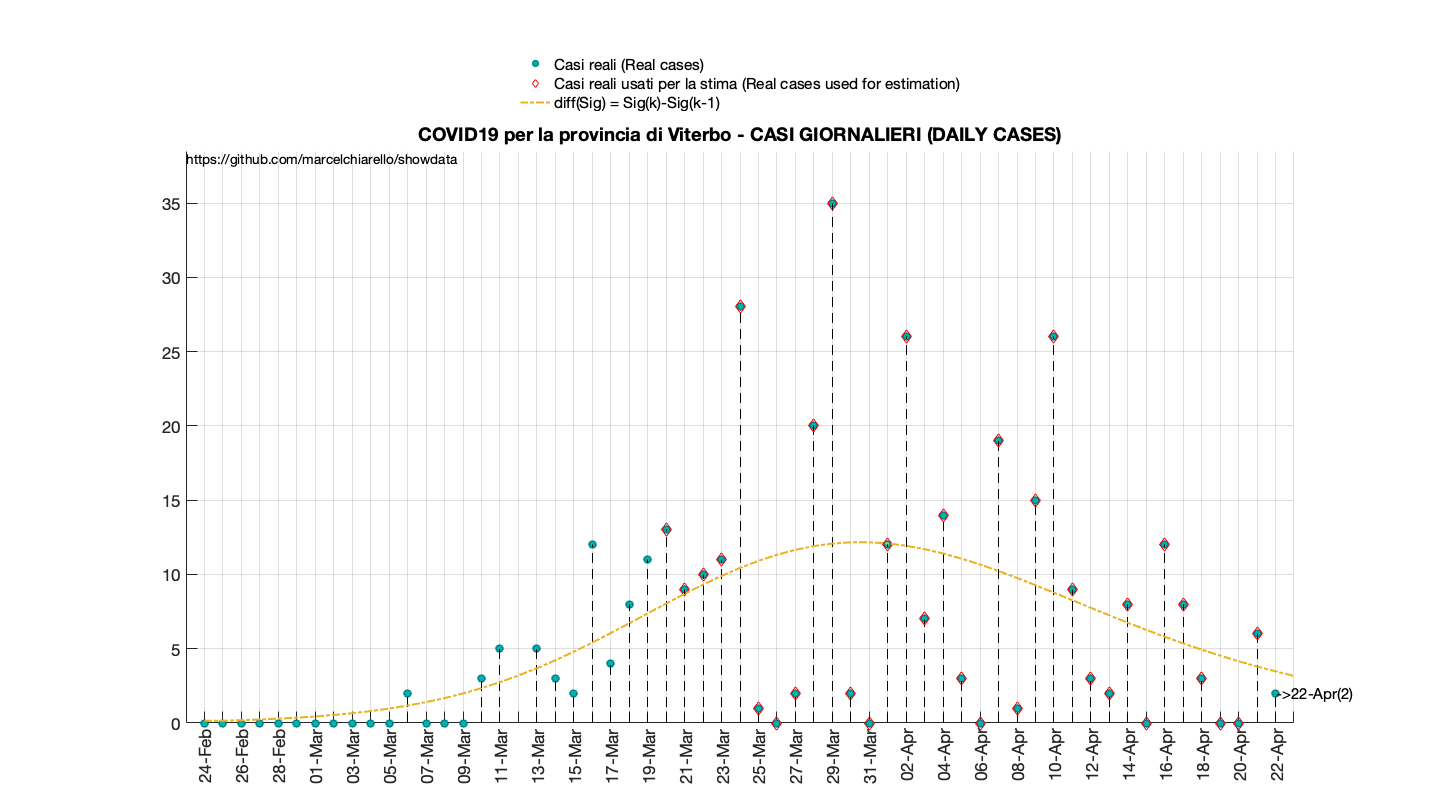 Casi reali (Real cases)
Casi reali usati per la stima (Real cases used for estimation)
diff(Sig) = Sig(k)-Sig(k-1)
COVID19 per la provincia di Viterbo - CASI GIORNALIERI (DAILY CASES)
https://github.com/marcelchiarello/showdata
35
30
25
20
15
10
5
0
->22-Apr(2)
24-Feb
26-Feb
28-Feb
01-Mar
03-Mar
05-Mar
07-Mar
09-Mar
11-Mar
13-Mar
15-Mar
17-Mar
19-Mar
21-Mar
23-Mar
25-Mar
27-Mar
29-Mar
31-Mar
02-Apr
04-Apr
06-Apr
08-Apr
10-Apr
12-Apr
14-Apr
16-Apr
18-Apr
20-Apr
22-Apr